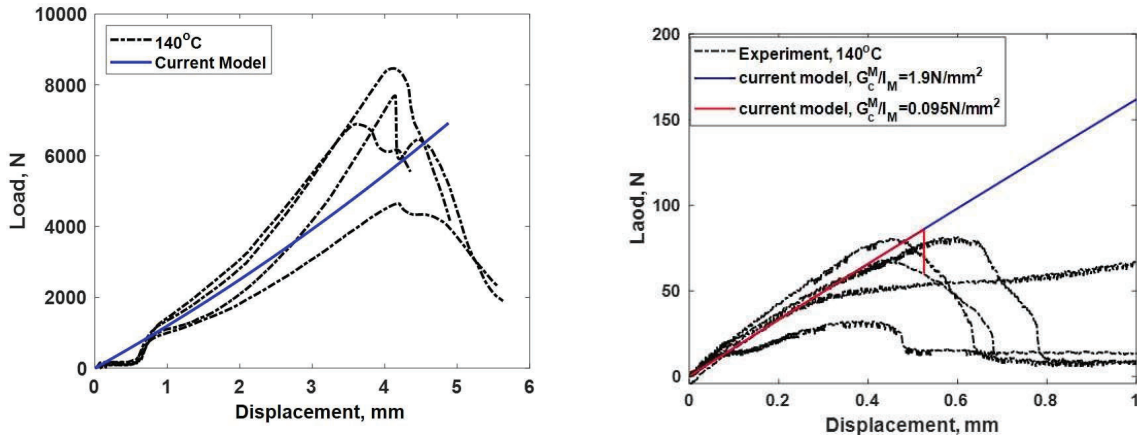 10000
8000
6000
4000
2000
0
Load, N
140°C
Current Model
0 1 2 3 4 5 6
Displacement, mm
200
150
100
50
0
Laod, N
Experiment, 140°C
current model, G_c^M/I_M=1.9N/mm²
current model, G_c^M/I_M=0.095N/mm²
0 0.2 0.4 0.6 0.8 1
Displacement, mm